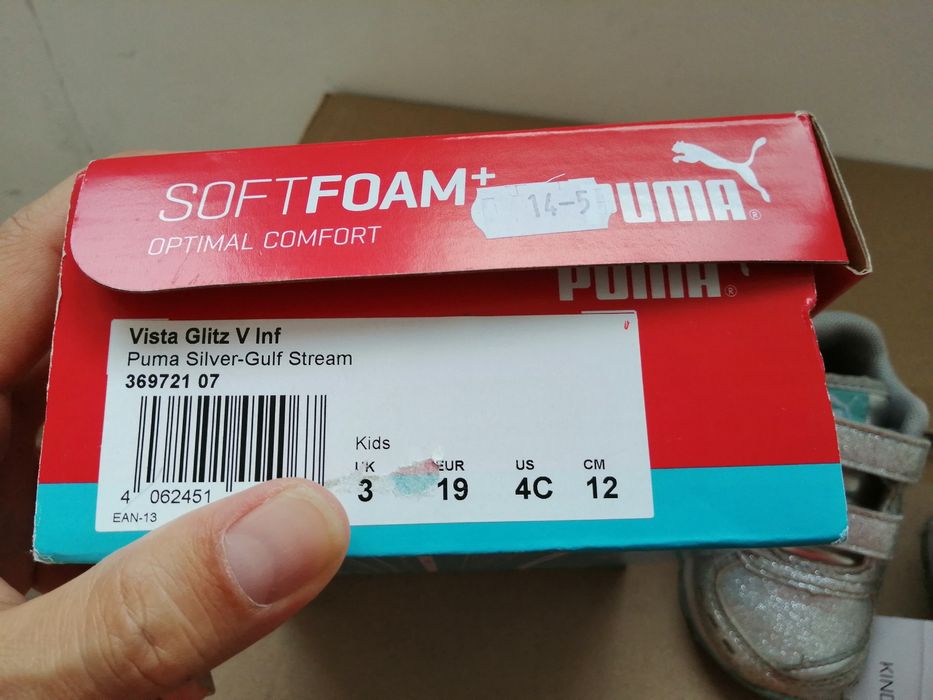 SOFTFOAM+
OPTIMAL COMFORT
14-5
PUMA®
PUMA®
Vista Glitz V Inf
Puma Silver-Gulf Stream
369721 07
4 062451
EAN-13
Kids
UK EUR US CM
3 19 4C 12